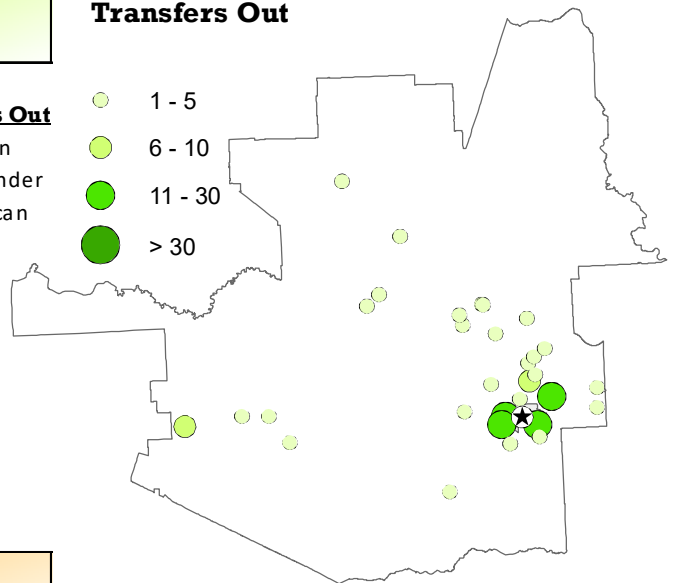 Transfers Out
s Out
n
nder
can
1 - 5
6 - 10
11 - 30
> 30